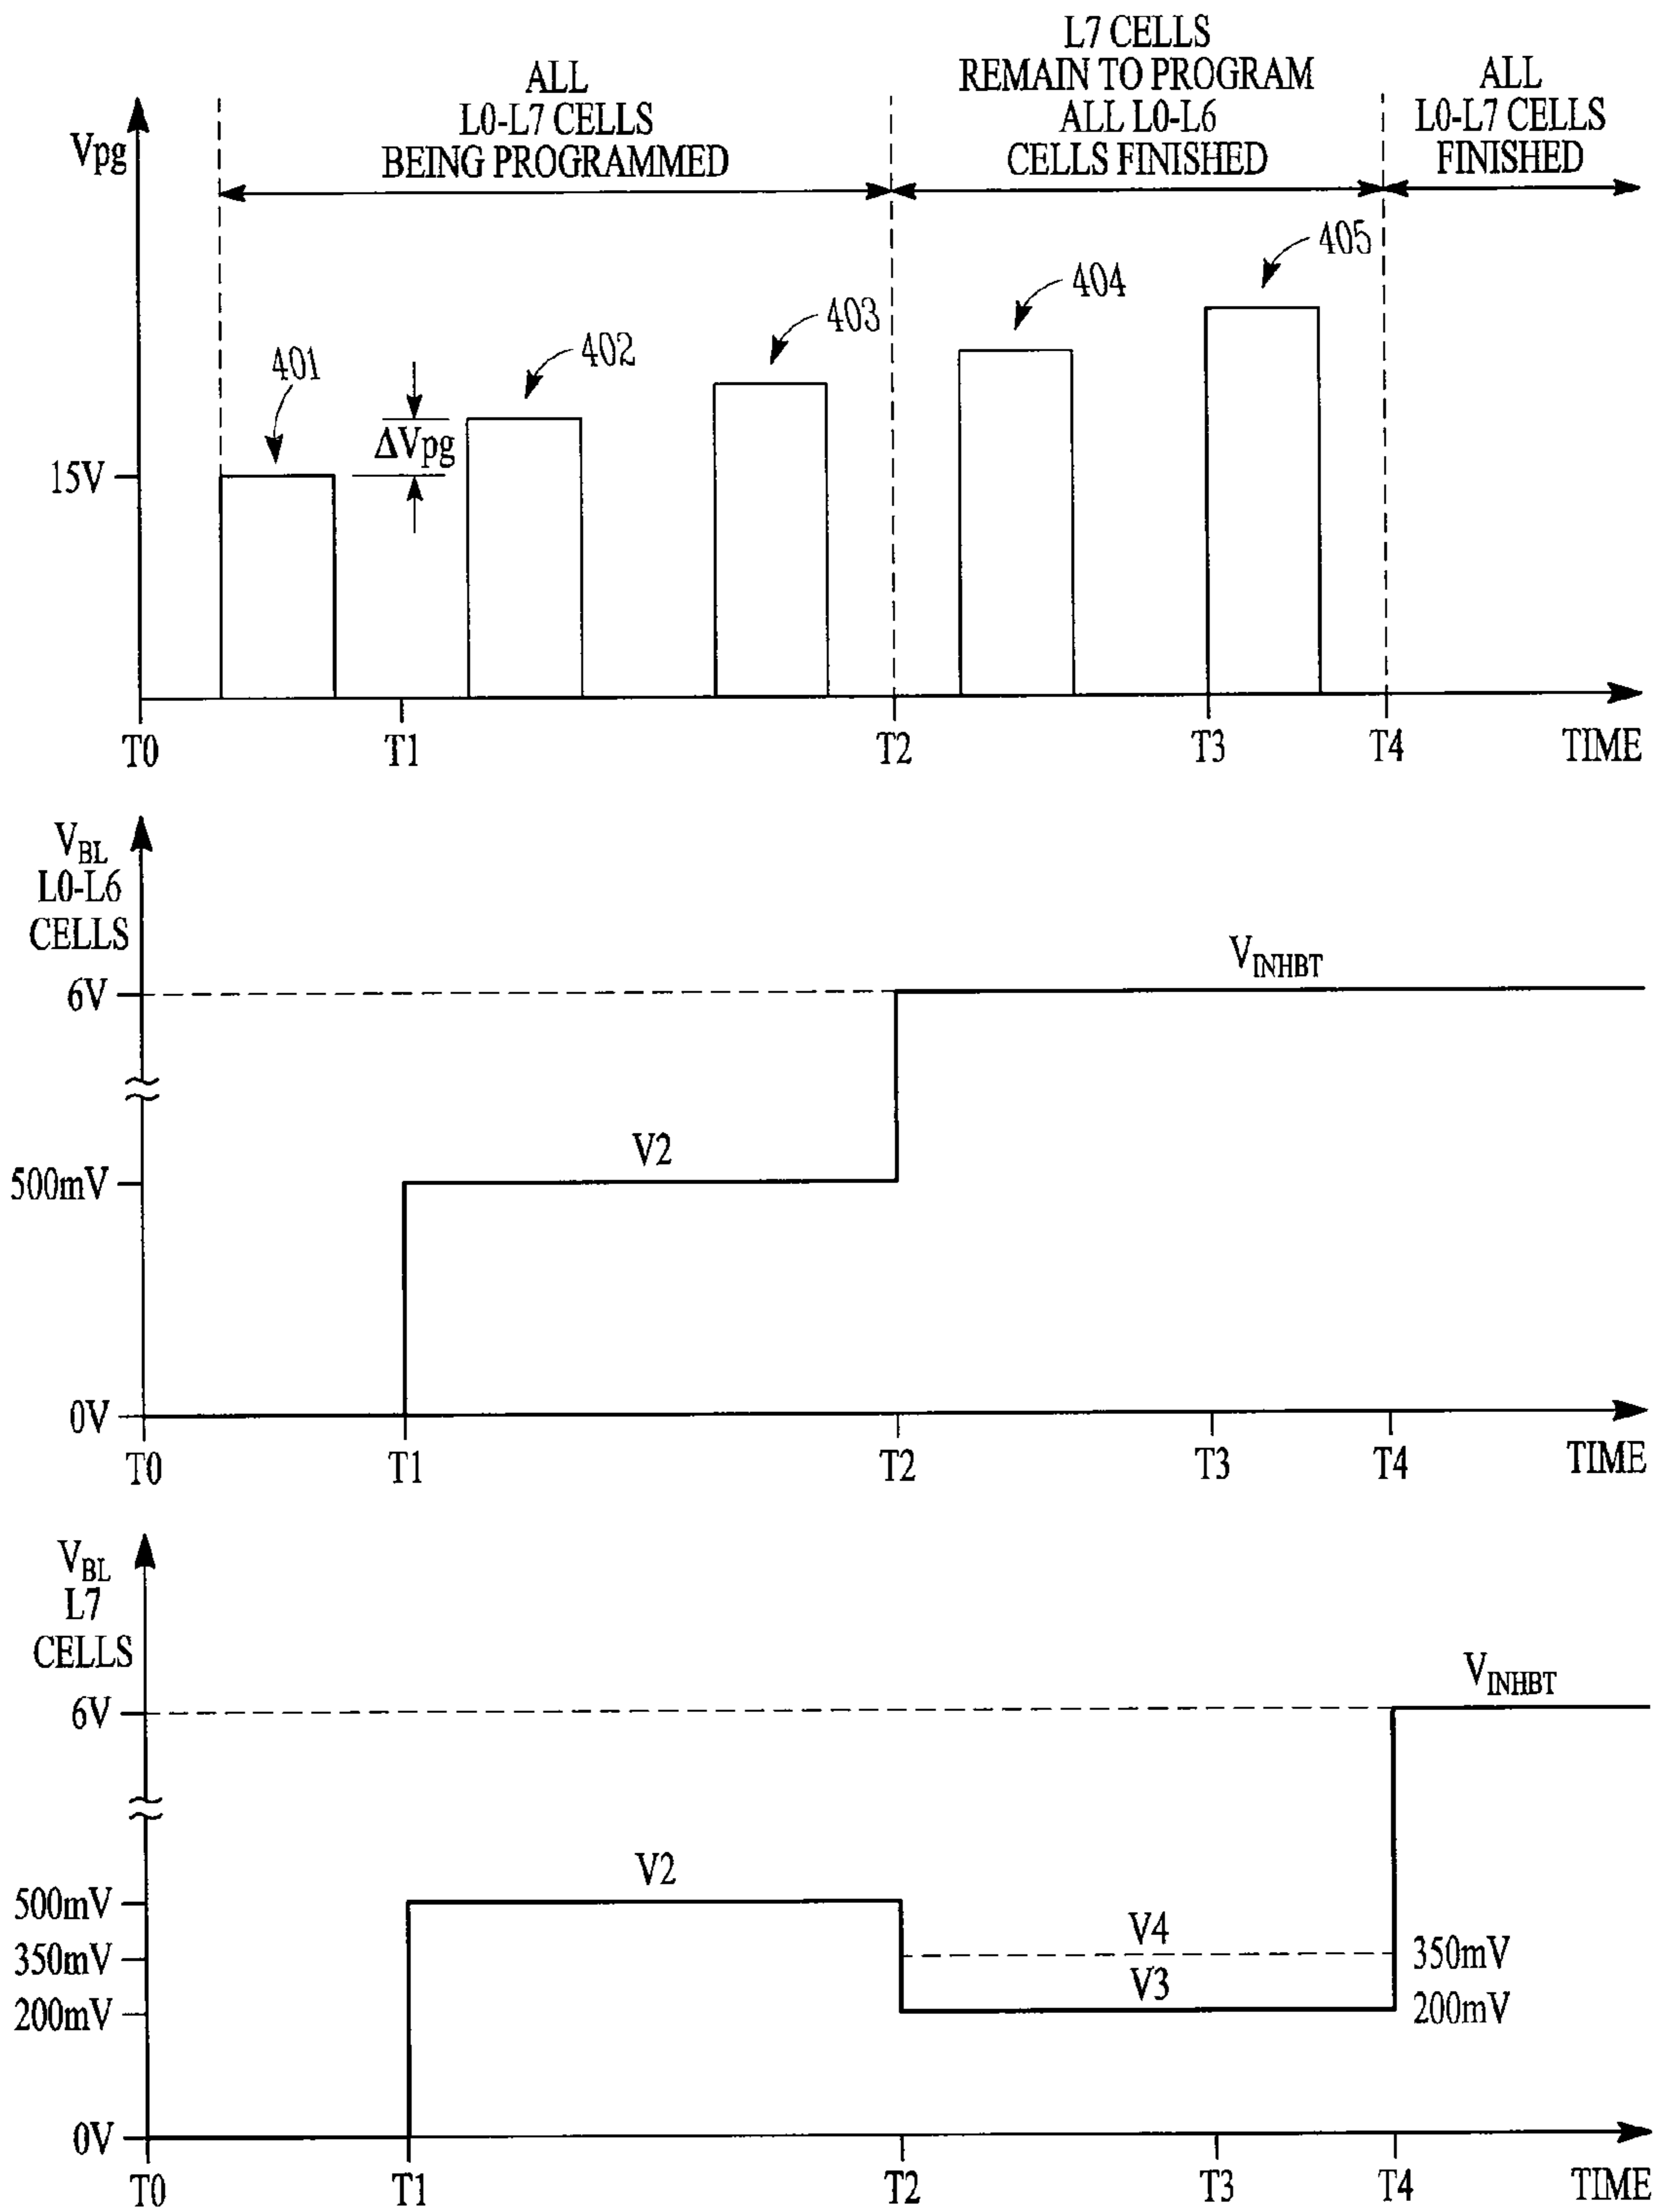 ALL
L0-L7 CELLS
BEING PROGRAMMED
L7 CELLS
REMAIN TO PROGRAM
ALL L0-L6
CELLS FINISHED
ALL
L0-L7 CELLS
FINISHED
Vpg
401
402
403
404
405
ΔVpg
15V
T0
T1
T2
T3
T4
TIME
VBL
L0-L6
CELLS
6V
VINHBT
500mV
V2
0V
T0
T1
T2
T3
T4
TIME
VBL
L7
CELLS
6V
VINHBT
V2
500mV
V4
350mV
350mV
V3
200mV
200mV
0V
T0
T1
T2
T3
T4
TIME